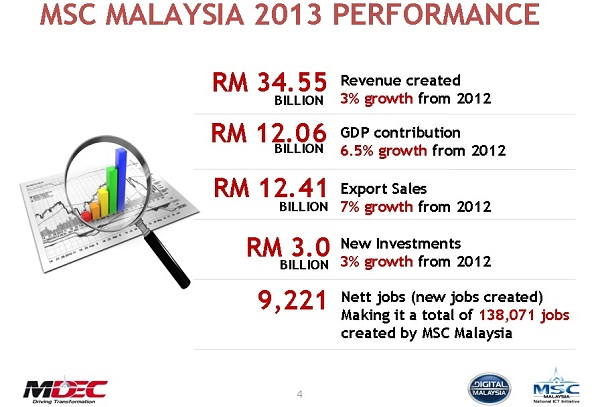 MSC MALAYSIA 2013 PERFORMANCE
RM 34.55
BILLION
Revenue created
3% growth from 2012
RM 12.06
BILLION
GDP contribution
6.5% growth from 2012
RM 12.41
BILLION
Export Sales
7% growth from 2012
RM 3.0
BILLION
New Investments
3% growth from 2012
9,221
Nett jobs (new jobs created)
Making it a total of 138,071 jobs
created by MSC Malaysia
MDEC
Driving Transformation
4
DIGITAL
MALAYSIA
MSC
MALAYSIA
National ICT Initiative